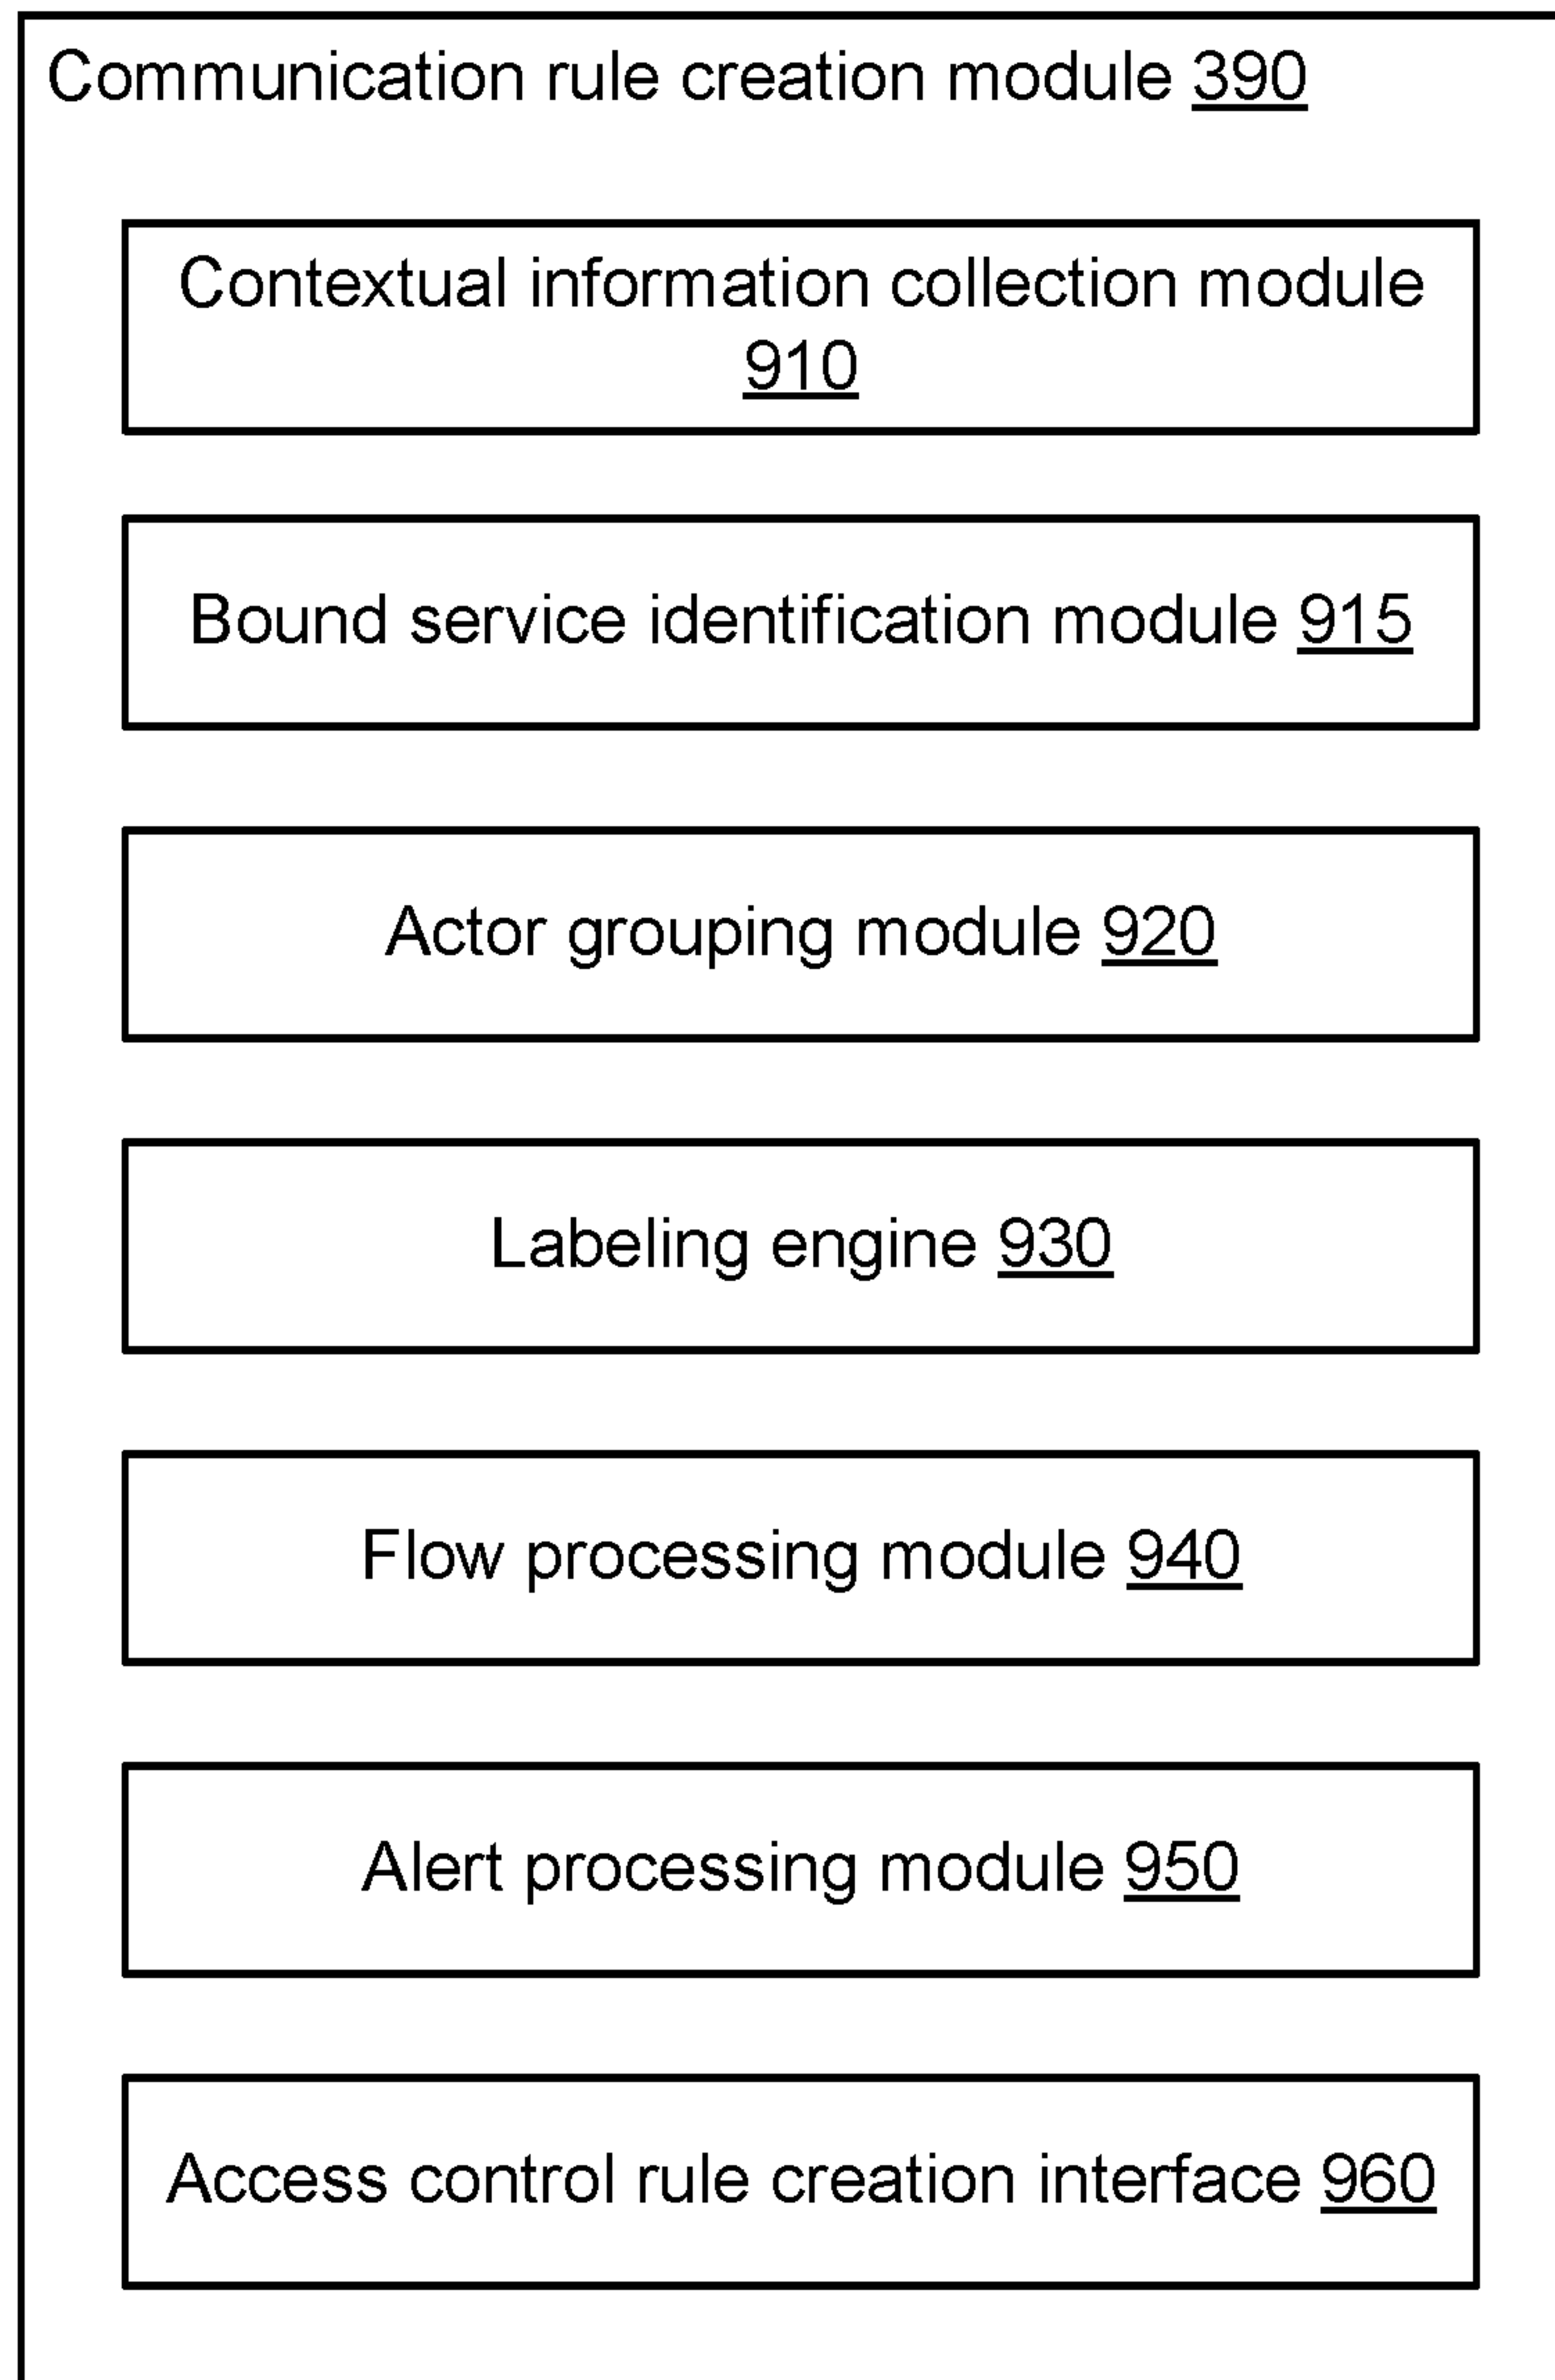 Communication rule creation module 390
Contextual information collection module
910
Bound service identification module 915
Actor grouping module 920
Labeling engine 930
Flow processing module 940
Alert processing module 950
Access control rule creation interface 960